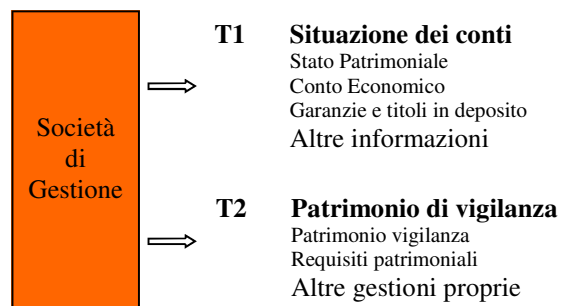 Società
di
Gestione
T1 Situazione dei conti
Stato Patrimoniale
Conto Economico
Garanzie e titoli in deposito
Altre informazioni
T2 Patrimonio di vigilanza
Patrimonio vigilanza
Requisiti patrimoniali
Altre gestioni proprie